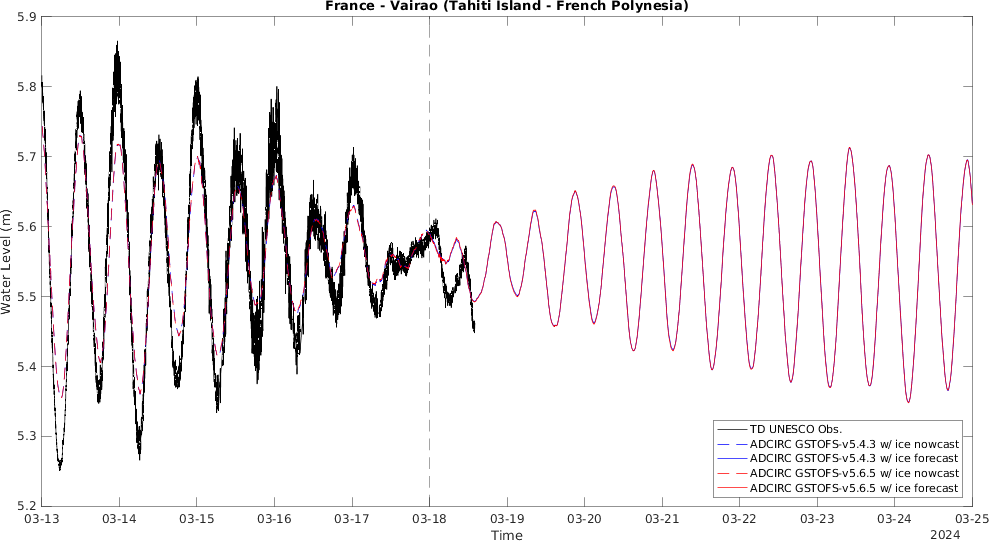 France - Vairao (Tahiti Island - French Polynesia)
Water Level (m)
5.9
5.8
5.7
5.6
5.5
5.4
5.3
5.2
TD UNESCO Obs.
ADCIRC GSTOFS-v5.4.3 w/ ice nowcast
ADCIRC GSTOFS-v5.4.3 w/ ice forecast
ADCIRC GSTOFS-v5.6.5 w/ ice nowcast
ADCIRC GSTOFS-v5.6.5 w/ ice forecast
03-13 03-14 03-15 03-16 03-17 03-18 03-19 03-20 03-21 03-22 03-23 03-24 03-25
Time
2024